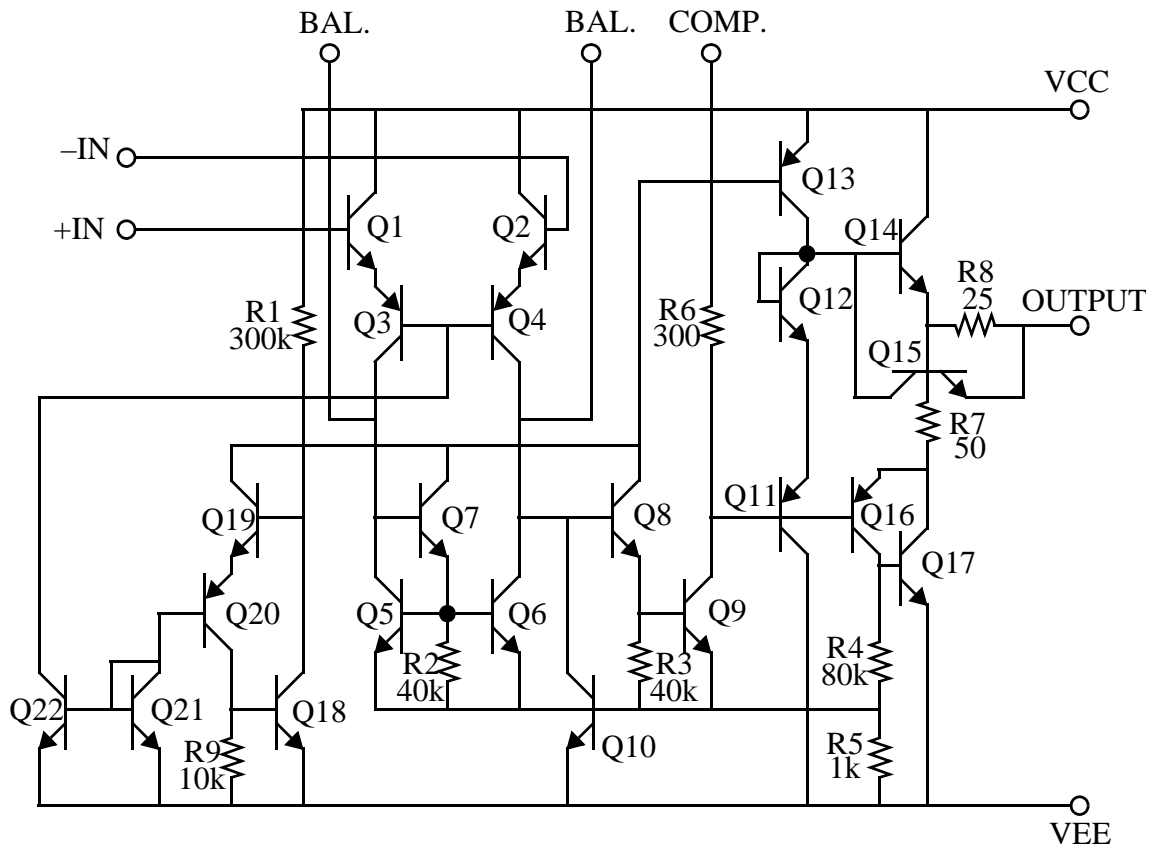 BAL.
BAL.
COMP.
VCC
–IN
+IN
Q1
Q2
Q13
Q14
R8
25
OUTPUT
R1
300k
Q3
Q4
R6
300
Q12
Q15
R7
50
Q19
Q7
Q8
Q11
Q16
Q17
Q20
Q5
Q6
Q9
R2
40k
R3
40k
R4
80k
Q22
Q21
Q18
R9
10k
Q10
R5
1k
VEE